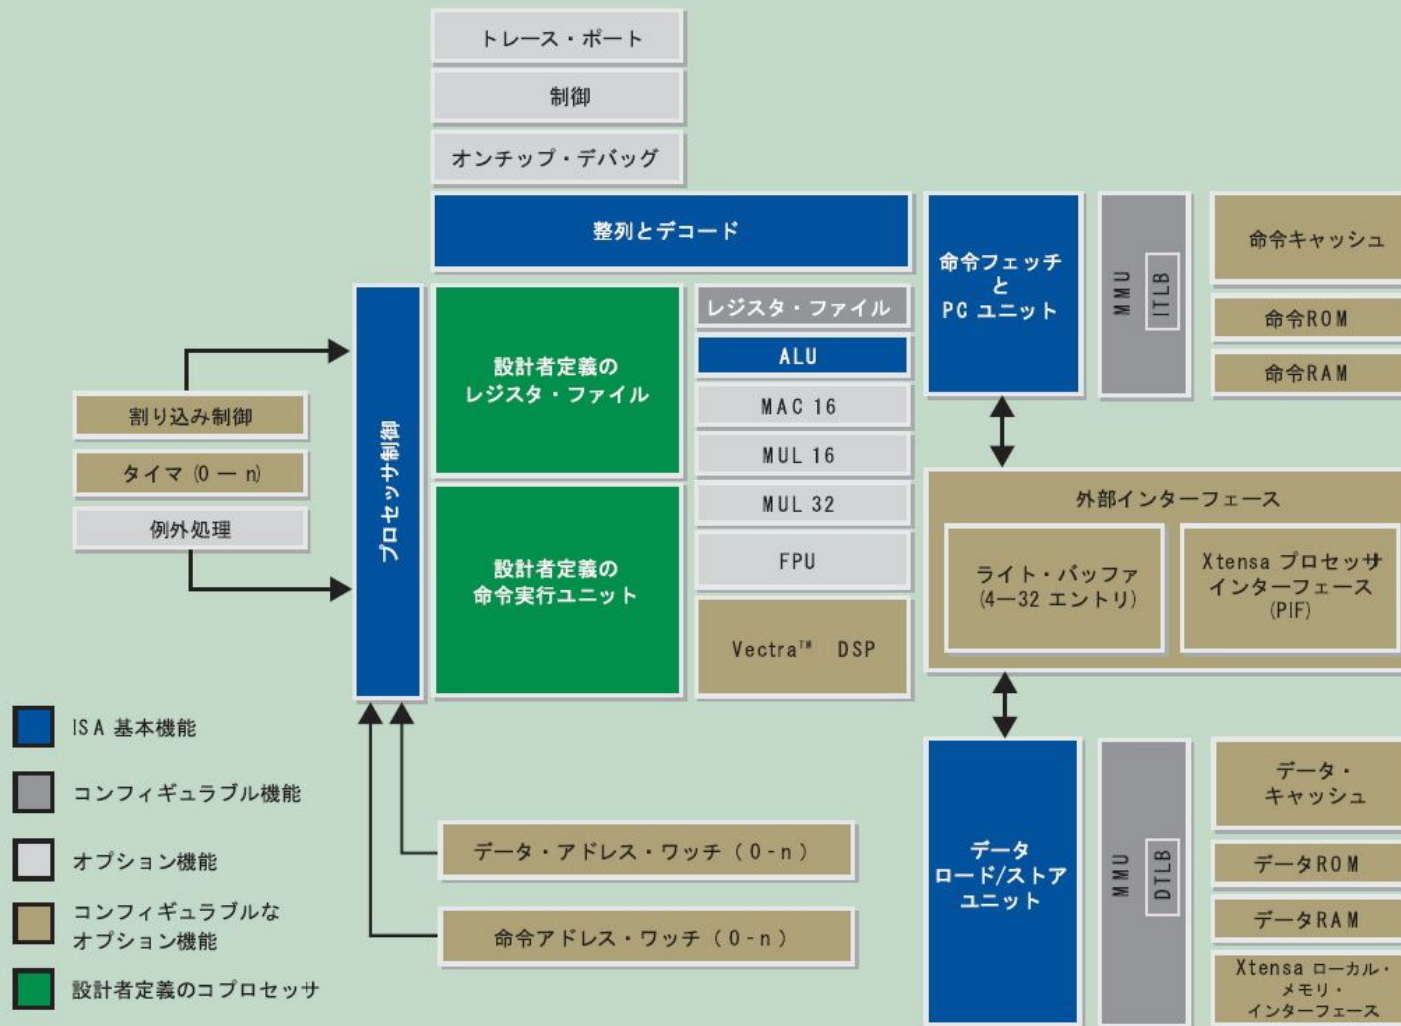 トレース・ポート
制御
オンチップ・デバッグ
整列とデコード
命令フェッチ
と
PC ユニット
MMU
ITLB
命令キャッシュ
命令ROM
命令RAM
レジスタ・ファイル
ALU
MAC 16
MUL 16
MUL 32
FPU
Vectra™ DSP
設計者定義の
レジスタ・ファイル
設計者定義の
命令実行ユニット
プロセッサ制御
割り込み制御
タイマ (0 ー n)
例外処理
外部インターフェース
ライト・バッファ
(4ー32 エントリ)
Xtensa プロセッサ
インターフェース
(PIF)
ISA 基本機能
コンフィギュラブル機能
オプション機能
コンフィギュラブルな
オプション機能
設計者定義のコプロセッサ
データ・アドレス・ワッチ ( 0 - n )
命令アドレス・ワッチ ( 0 - n )
データ
ロード/ストア
ユニット
MMU
DTLB
データ・
キャッシュ
データROM
データRAM
Xtensa ローカル・
メモリ・
インターフェース